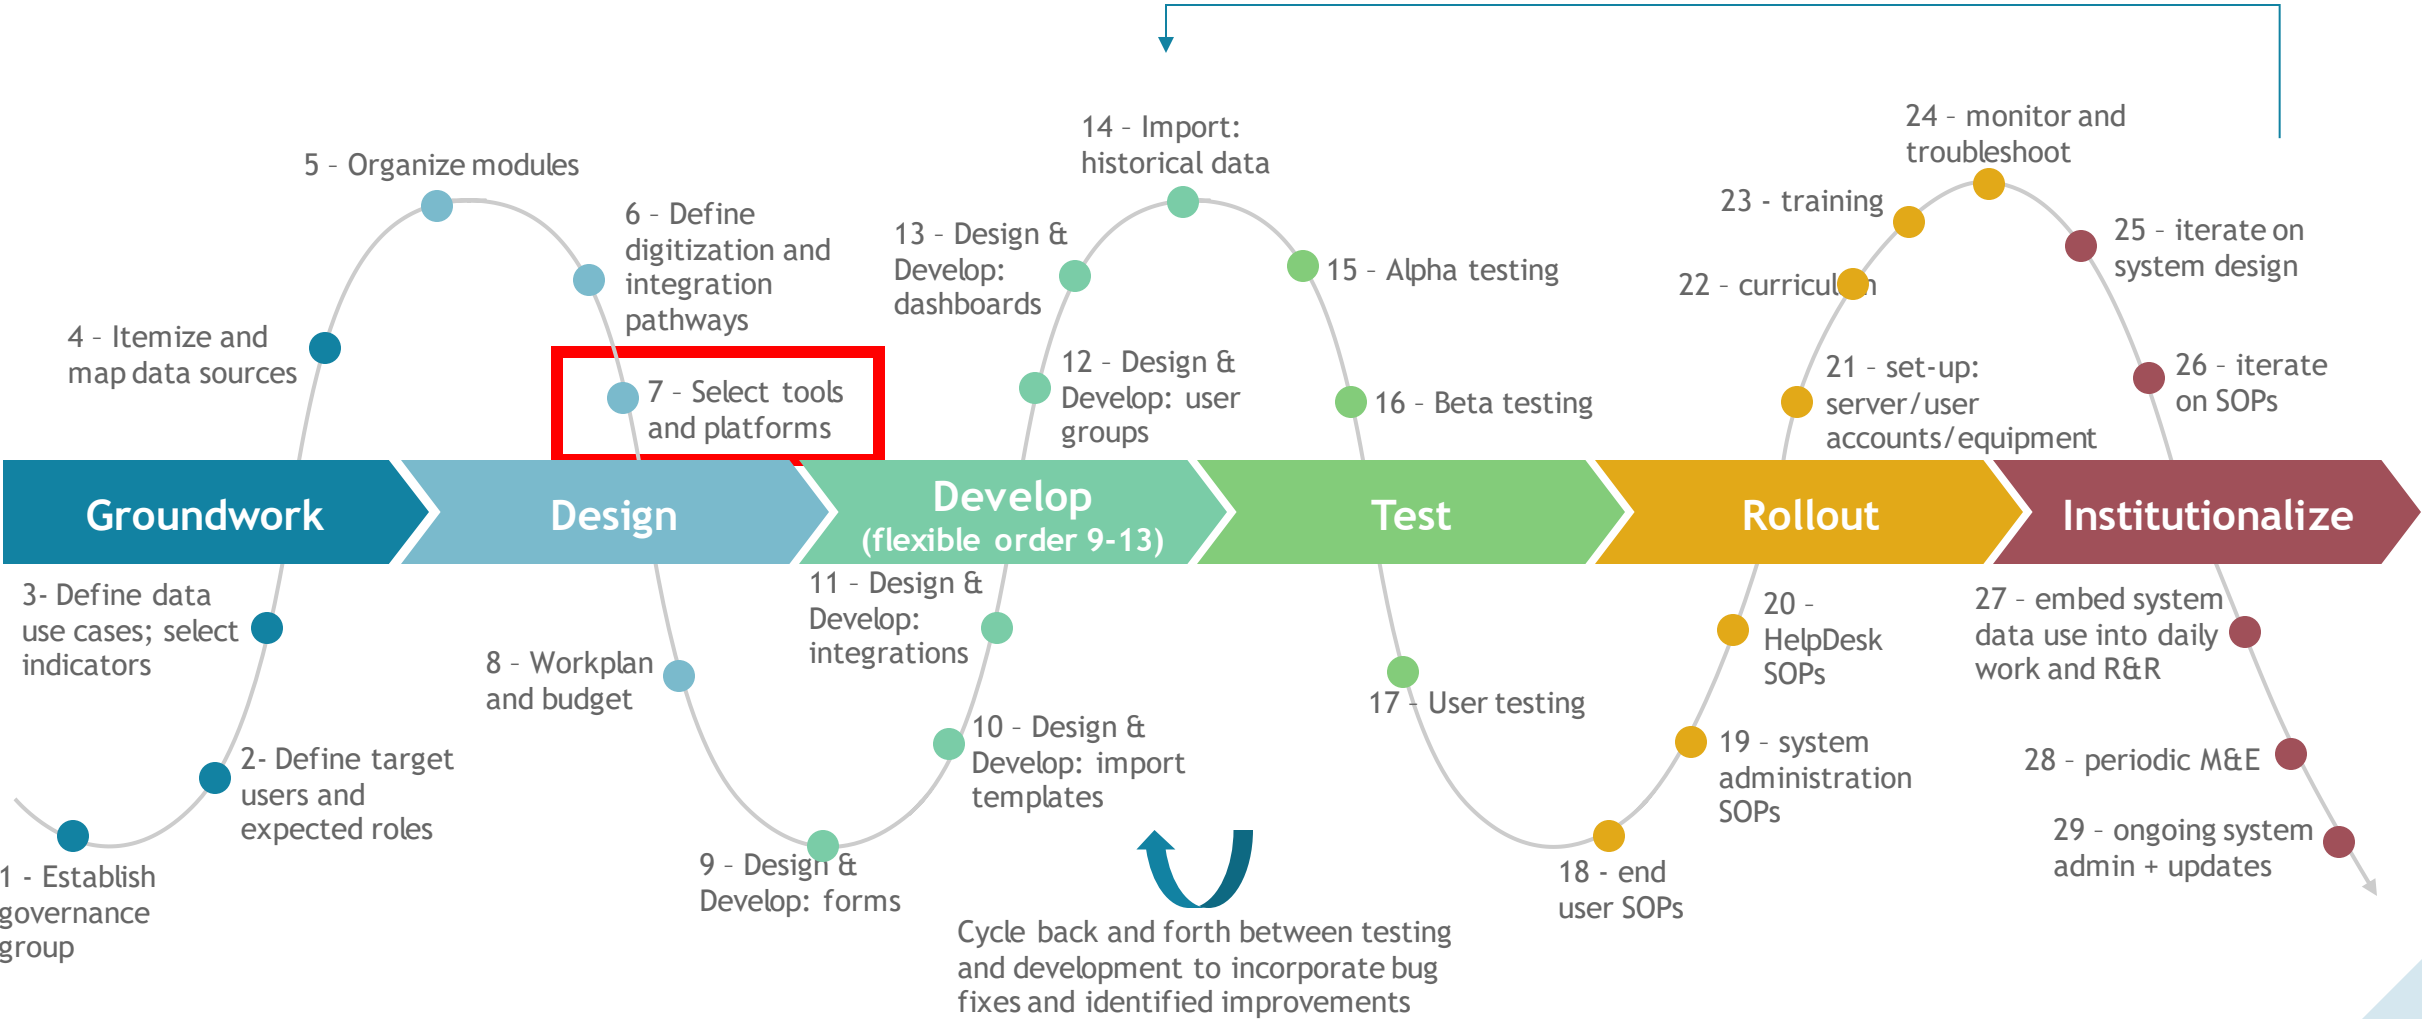 1 - Establish
governance
group
2- Define target
users and
expected roles
3- Define data
use cases; select
indicators
4 – Itemize and
map data sources
5 – Organize modules
6 – Define
digitization and
integration
pathways
7 – Select tools
and platforms
8 – Workplan
and budget
9 – Design &
Develop: forms
10 – Design &
Develop: import
templates
11 – Design &
Develop:
integrations
12 – Design &
Develop: user
groups
13 – Design &
Develop:
dashboards
14 – Import:
historical data
15 – Alpha testing
16 – Beta testing
17 – User testing
18 - end
user SOPs
19 – system
administration
SOPs
20 –
HelpDesk
SOPs
21 – set-up:
server/user
accounts/equipment
22 – curriculum
23 - training
24 – monitor and
troubleshoot
25 – iterate on
system design
26 – iterate
on SOPs
27 – embed system
data use into daily
work and R&R
28 – periodic M&E
29 – ongoing system
admin + updates
Groundwork
Design
Develop
(flexible order 9-13)
Test
Rollout
Institutionalize
Cycle back and forth between testing
and development to incorporate bug
fixes and identified improvements